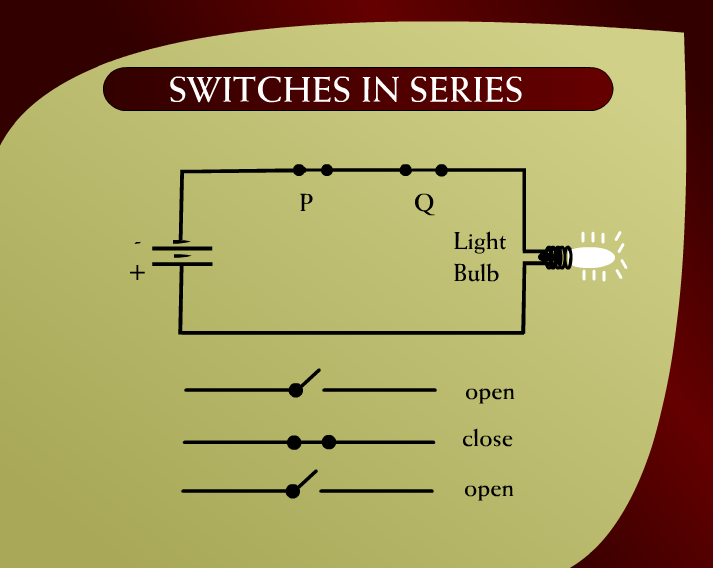 SWITCHES IN SERIES
P Q
Light
Bulb
-
+
open
close
open